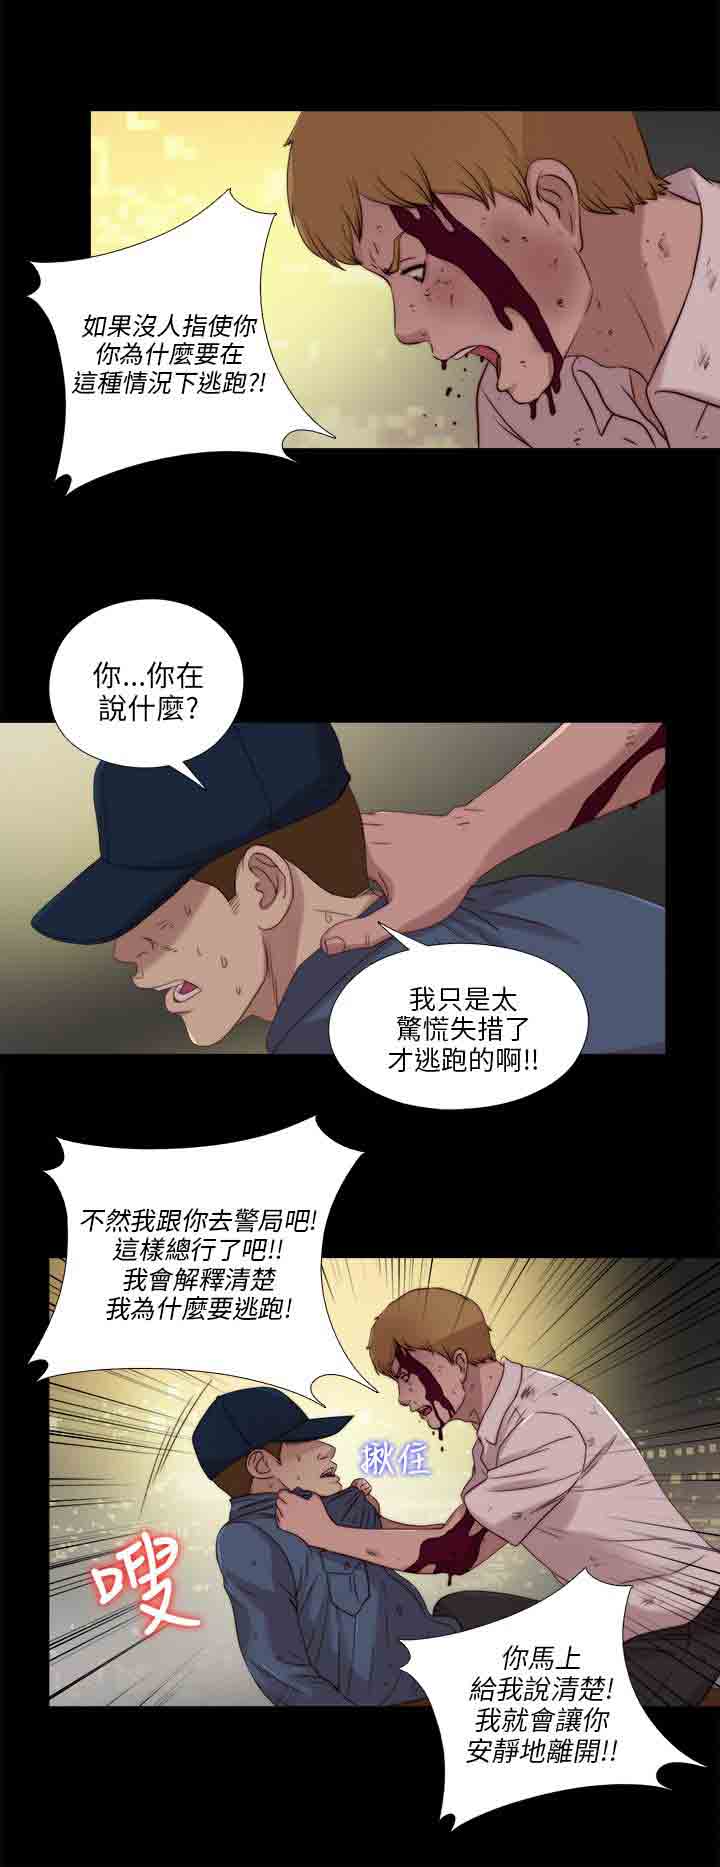 如果沒人指使你
你為什麼要在
這種情況下逃跑?!
你...你在
說什麼?
我只是太
驚慌失措了
才逃跑的啊!!
不然我跟你去警局吧!
這樣總行了吧!!
我會解釋清楚
我為什麼要逃跑!
揪住
嗖
你馬上
給我說清楚!
我就會讓你
安靜地離開!!